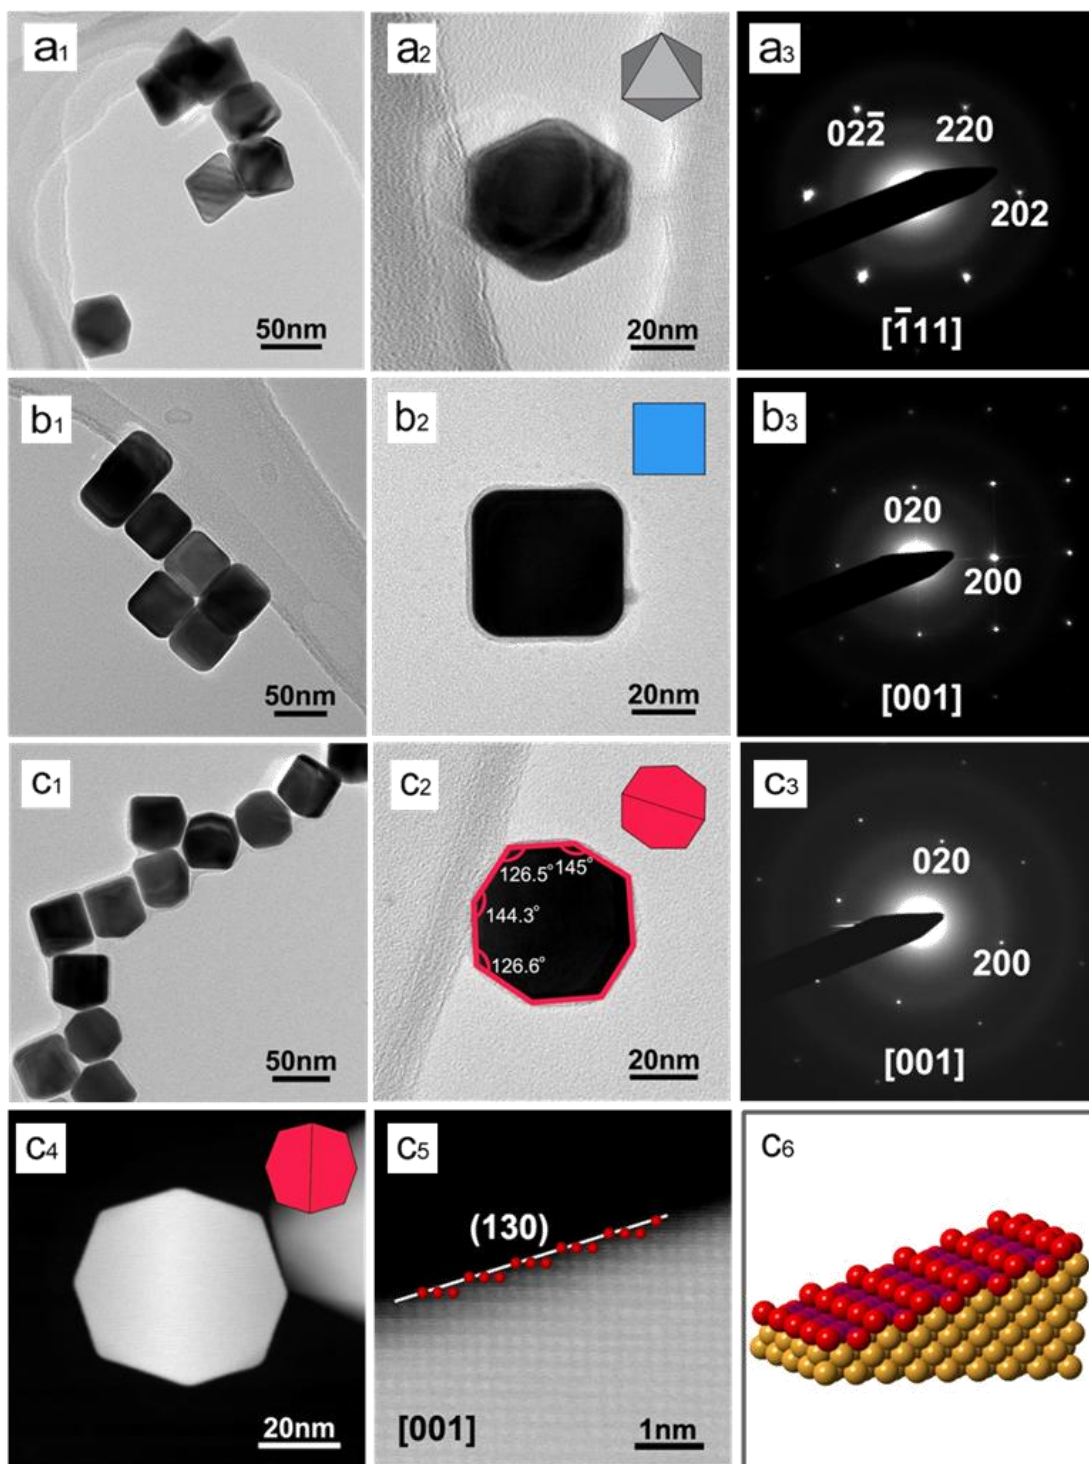 a1
50nm
a2
20nm
a3
022̅
220
202
[1̅11]
b1
50nm
b2
20nm
b3
020
200
[001]
c1
50nm
c2
126.5°
145°
144.3°
126.6°
20nm
c3
020
200
[001]
c4
20nm
c5
(130)
[001]
1nm
c6